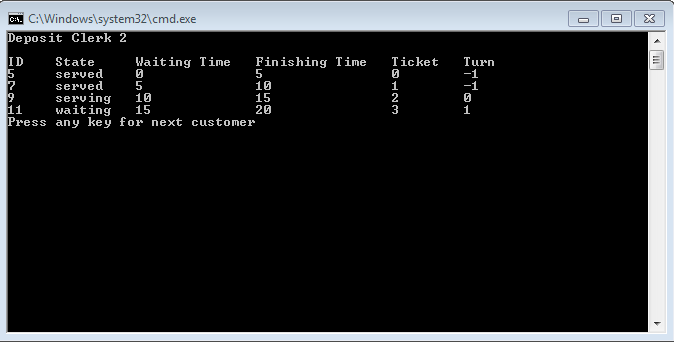 C:\Windows\system32\cmd.exe
Deposit Clerk 2
ID State Waiting Time Finishing Time Ticket Turn
5 served 0 5 0 -1
7 served 5 10 1 -1
9 serving 10 15 2 0
11 waiting 15 20 3 1
Press any key for next customer